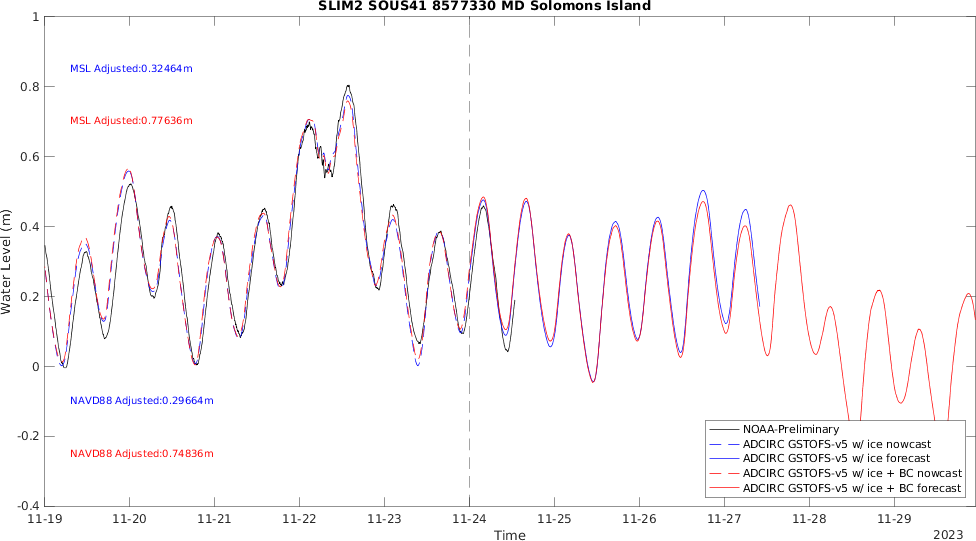 SLIM2 SOUS41 8577330 MD Solomons Island
1
0.8
0.6
0.4
0.2
0
-0.2
-0.4
Water Level (m)
MSL Adjusted:0.32464m
MSL Adjusted:0.77636m
NAVD88 Adjusted:0.29664m
NAVD88 Adjusted:0.74836m
NOAA-Preliminary
ADCIRC GSTOFS-v5 w/ ice nowcast
ADCIRC GSTOFS-v5 w/ ice forecast
ADCIRC GSTOFS-v5 w/ ice + BC nowcast
ADCIRC GSTOFS-v5 w/ ice + BC forecast
11-19 11-20 11-21 11-22 11-23 11-24 11-25 11-26 11-27 11-28 11-29
Time
2023